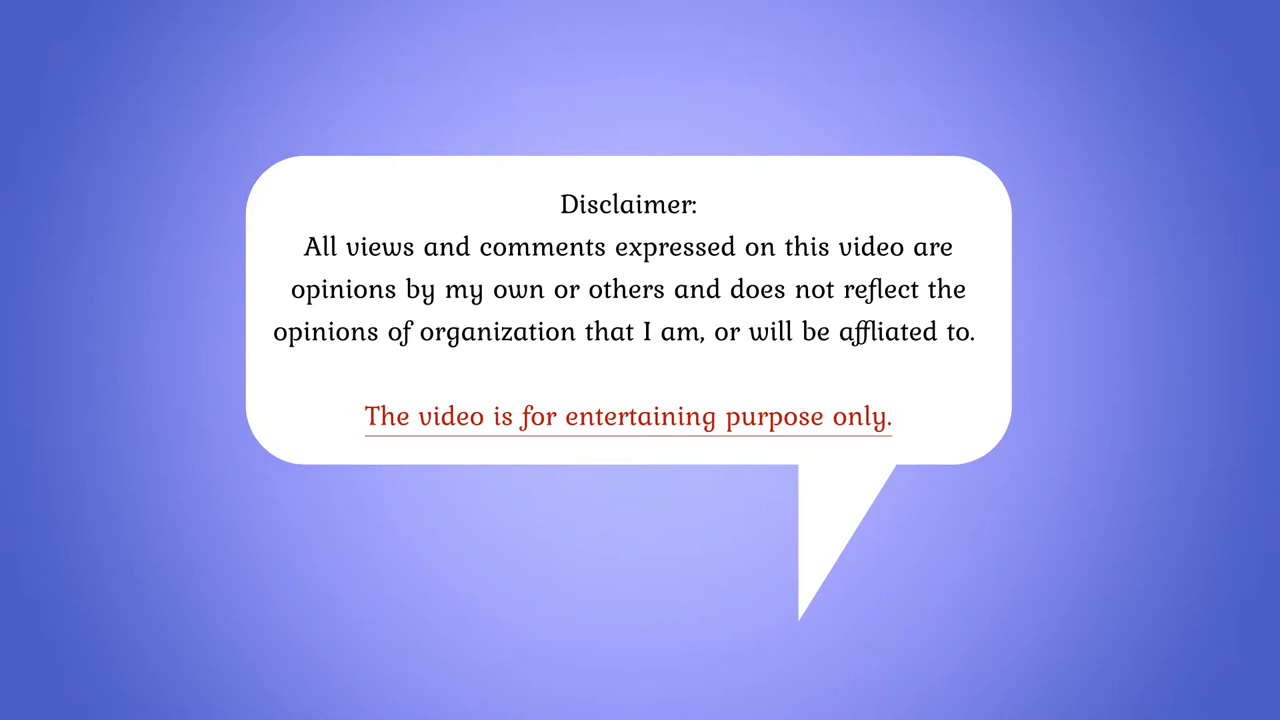 Disclaimer:
All views and comments expressed on this video are
opinions by my own or others and does not reflect the
opinions of organization that I am, or will be affliated to.
The video is for entertaining purpose only.